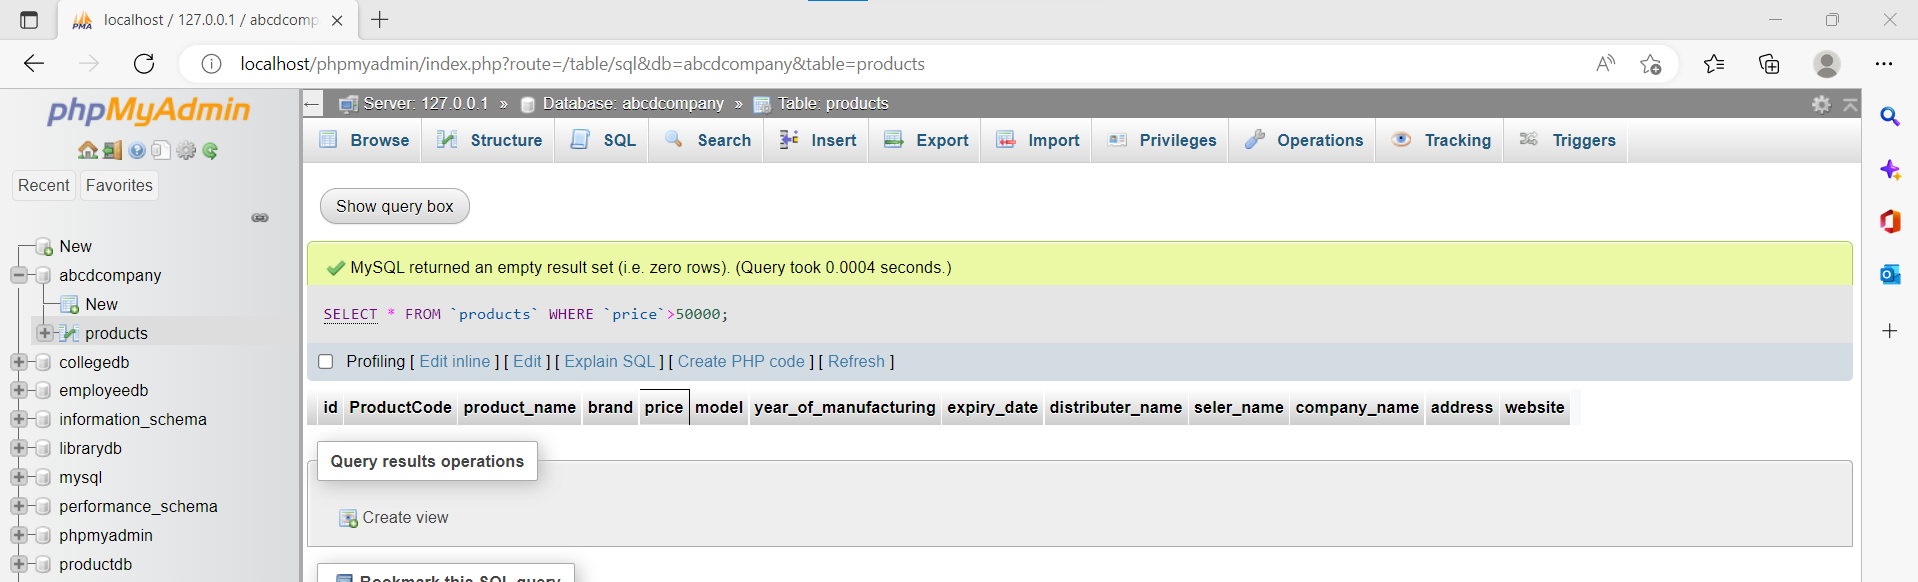 localhost / 127.0.0.1 / abcdcomp
localhost/phpmyadmin/index.php?route=/table/sql&db=abcdcompany&table=products
phpMyAdmin
Recent Favorites
New
abcdcompany
New
products
collegedb
employeedb
information_schema
librarydb
mysql
performance_schema
phpmyadmin
productdb
Server: 127.0.0.1 » Database: abcdcompany » Table: products
Browse Structure SQL Search Insert Export Import Privileges Operations Tracking Triggers
Show query box
MySQL returned an empty result set (i.e. zero rows). (Query took 0.0004 seconds.)
SELECT * FROM `products` WHERE `price`>50000;
Profiling [ Edit inline ] [ Edit ] [ Explain SQL ] [ Create PHP code ] [ Refresh ]
id ProductCode product_name brand price model year_of_manufacturing expiry_date distributer_name seler_name company_name address website
Query results operations
Create view
Bookmark this SQL query